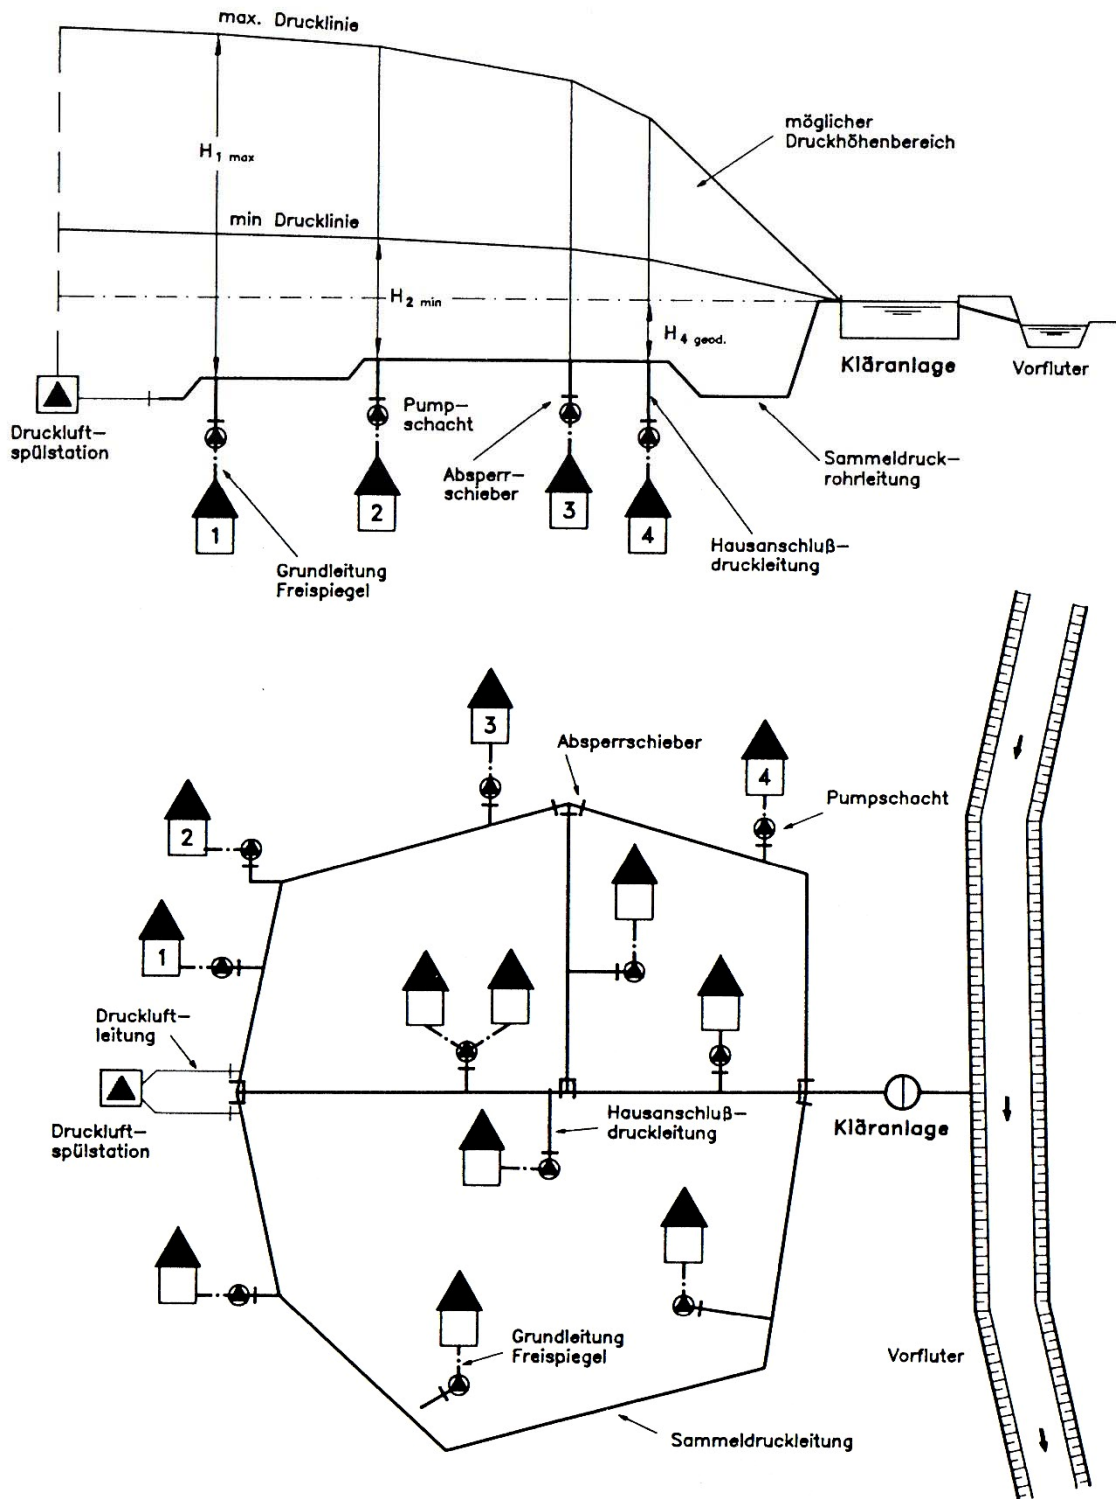 max. Drucklinie
möglicher
Druckhöhenbereich
H1 max
min Drucklinie
H2 min
H4 geod.
Kläranlage
Vorfluter
Druckluft-
spülstation
Pump-
schacht
Absperr-
schieber
Sammeldruck-
rohrleitung
1
2
3
4
Hausanschluß-
druckleitung
Grundleitung
Freispiegel
3
Absperrschieber
4
Pumpschacht
2
1
Druckluft-
leitung
Druckluft-
spülstation
Hausanschluß-
druckleitung
Kläranlage
Grundleitung
Freispiegel
Vorfluter
Sammeldruckleitung